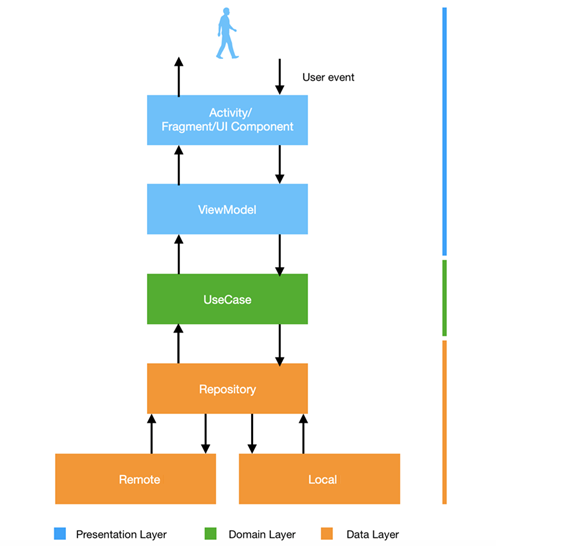 User event
Activity/
Fragment/UI Component
ViewModel
UseCase
Repository
Remote
Local
Presentation Layer
Domain Layer
Data Layer